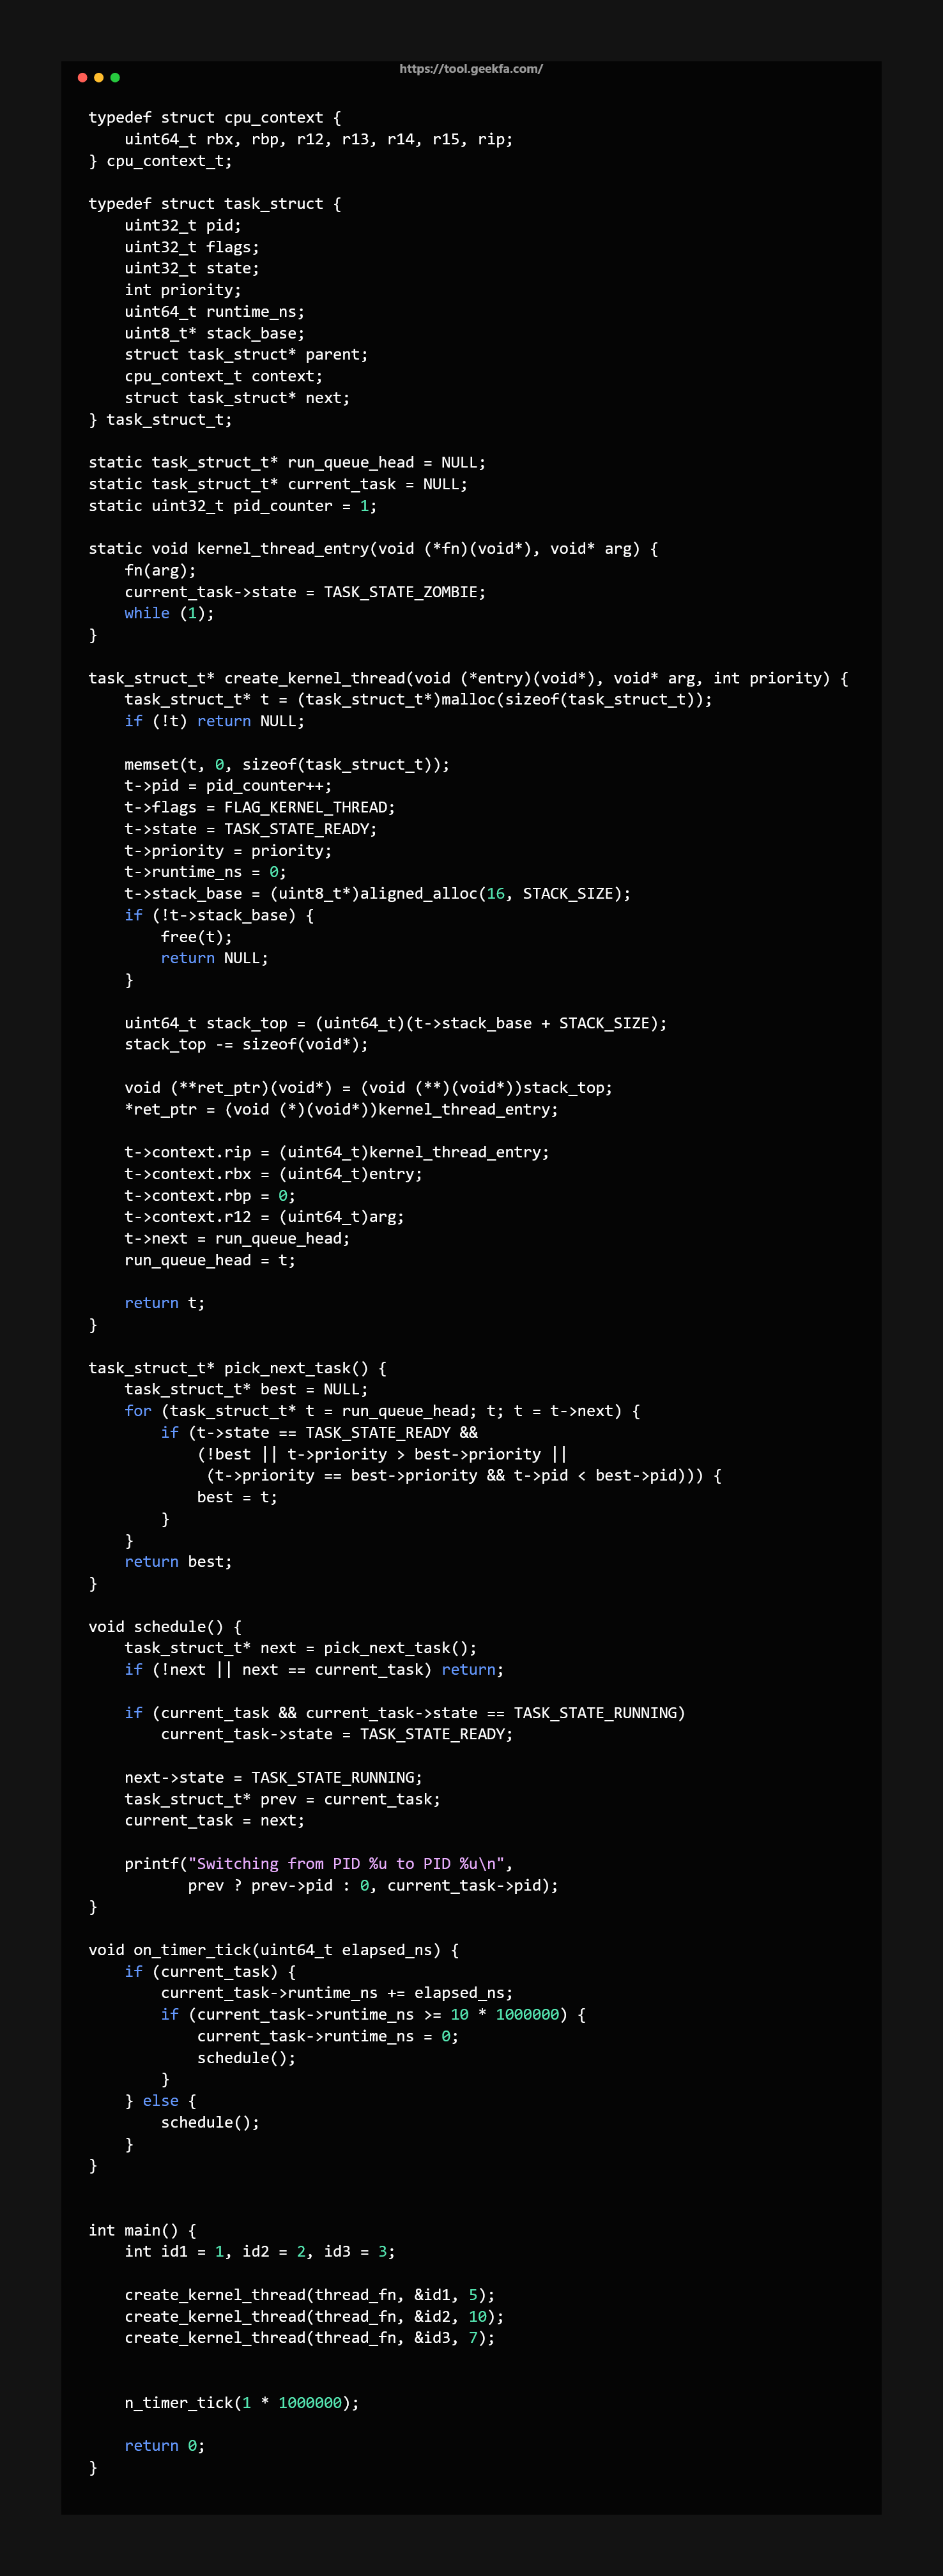 https://tool.geekfa.com/
typedef struct cpu_context {
    uint64_t rbx, rbp, r12, r13, r14, r15, rip;
} cpu_context_t;

typedef struct task_struct {
    uint32_t pid;
    uint32_t flags;
    uint32_t state;
    int priority;
    uint64_t runtime_ns;
    uint8_t* stack_base;
    struct task_struct* parent;
    cpu_context_t context;
    struct task_struct* next;
} task_struct_t;

static task_struct_t* run_queue_head = NULL;
static task_struct_t* current_task = NULL;
static uint32_t pid_counter = 1;

static void kernel_thread_entry(void (*fn)(void*), void* arg) {
    fn(arg);
    current_task->state = TASK_STATE_ZOMBIE;
    while (1);
}

task_struct_t* create_kernel_thread(void (*entry)(void*), void* arg, int priority) {
    task_struct_t* t = (task_struct_t*)malloc(sizeof(task_struct_t));
    if (!t) return NULL;

    memset(t, 0, sizeof(task_struct_t));
    t->pid = pid_counter++;
    t->flags = FLAG_KERNEL_THREAD;
    t->state = TASK_STATE_READY;
    t->priority = priority;
    t->runtime_ns = 0;
    t->stack_base = (uint8_t*)aligned_alloc(16, STACK_SIZE);
    if (!t->stack_base) {
        free(t);
        return NULL;
    }

    uint64_t stack_top = (uint64_t)(t->stack_base + STACK_SIZE);
    stack_top -= sizeof(void*);

    void (**ret_ptr)(void*) = (void (**)(void*))stack_top;
    *ret_ptr = (void (*)(void*))kernel_thread_entry;

    t->context.rip = (uint64_t)kernel_thread_entry;
    t->context.rbx = (uint64_t)entry;
    t->context.rbp = 0;
    t->context.r12 = (uint64_t)arg;
    t->next = run_queue_head;
    run_queue_head = t;

    return t;
}

task_struct_t* pick_next_task() {
    task_struct_t* best = NULL;
    for (task_struct_t* t = run_queue_head; t; t = t->next) {
        if (t->state == TASK_STATE_READY &&
            (!best || t->priority > best->priority ||
             (t->priority == best->priority && t->pid < best->pid))) {
            best = t;
        }
    }
    return best;
}

void schedule() {
    task_struct_t* next = pick_next_task();
    if (!next || next == current_task) return;

    if (current_task && current_task->state == TASK_STATE_RUNNING)
        current_task->state = TASK_STATE_READY;

    next->state = TASK_STATE_RUNNING;
    task_struct_t* prev = current_task;
    current_task = next;

    printf("Switching from PID %u to PID %u\n",
           prev ? prev->pid : 0, current_task->pid);
}

void on_timer_tick(uint64_t elapsed_ns) {
    if (current_task) {
        current_task->runtime_ns += elapsed_ns;
        if (current_task->runtime_ns >= 10 * 1000000) {
            current_task->runtime_ns = 0;
            schedule();
        }
    } else {
        schedule();
    }
}


int main() {
    int id1 = 1, id2 = 2, id3 = 3;

    create_kernel_thread(thread_fn, &id1, 5);
    create_kernel_thread(thread_fn, &id2, 10);
    create_kernel_thread(thread_fn, &id3, 7);


    n_timer_tick(1 * 1000000);

    return 0;
}